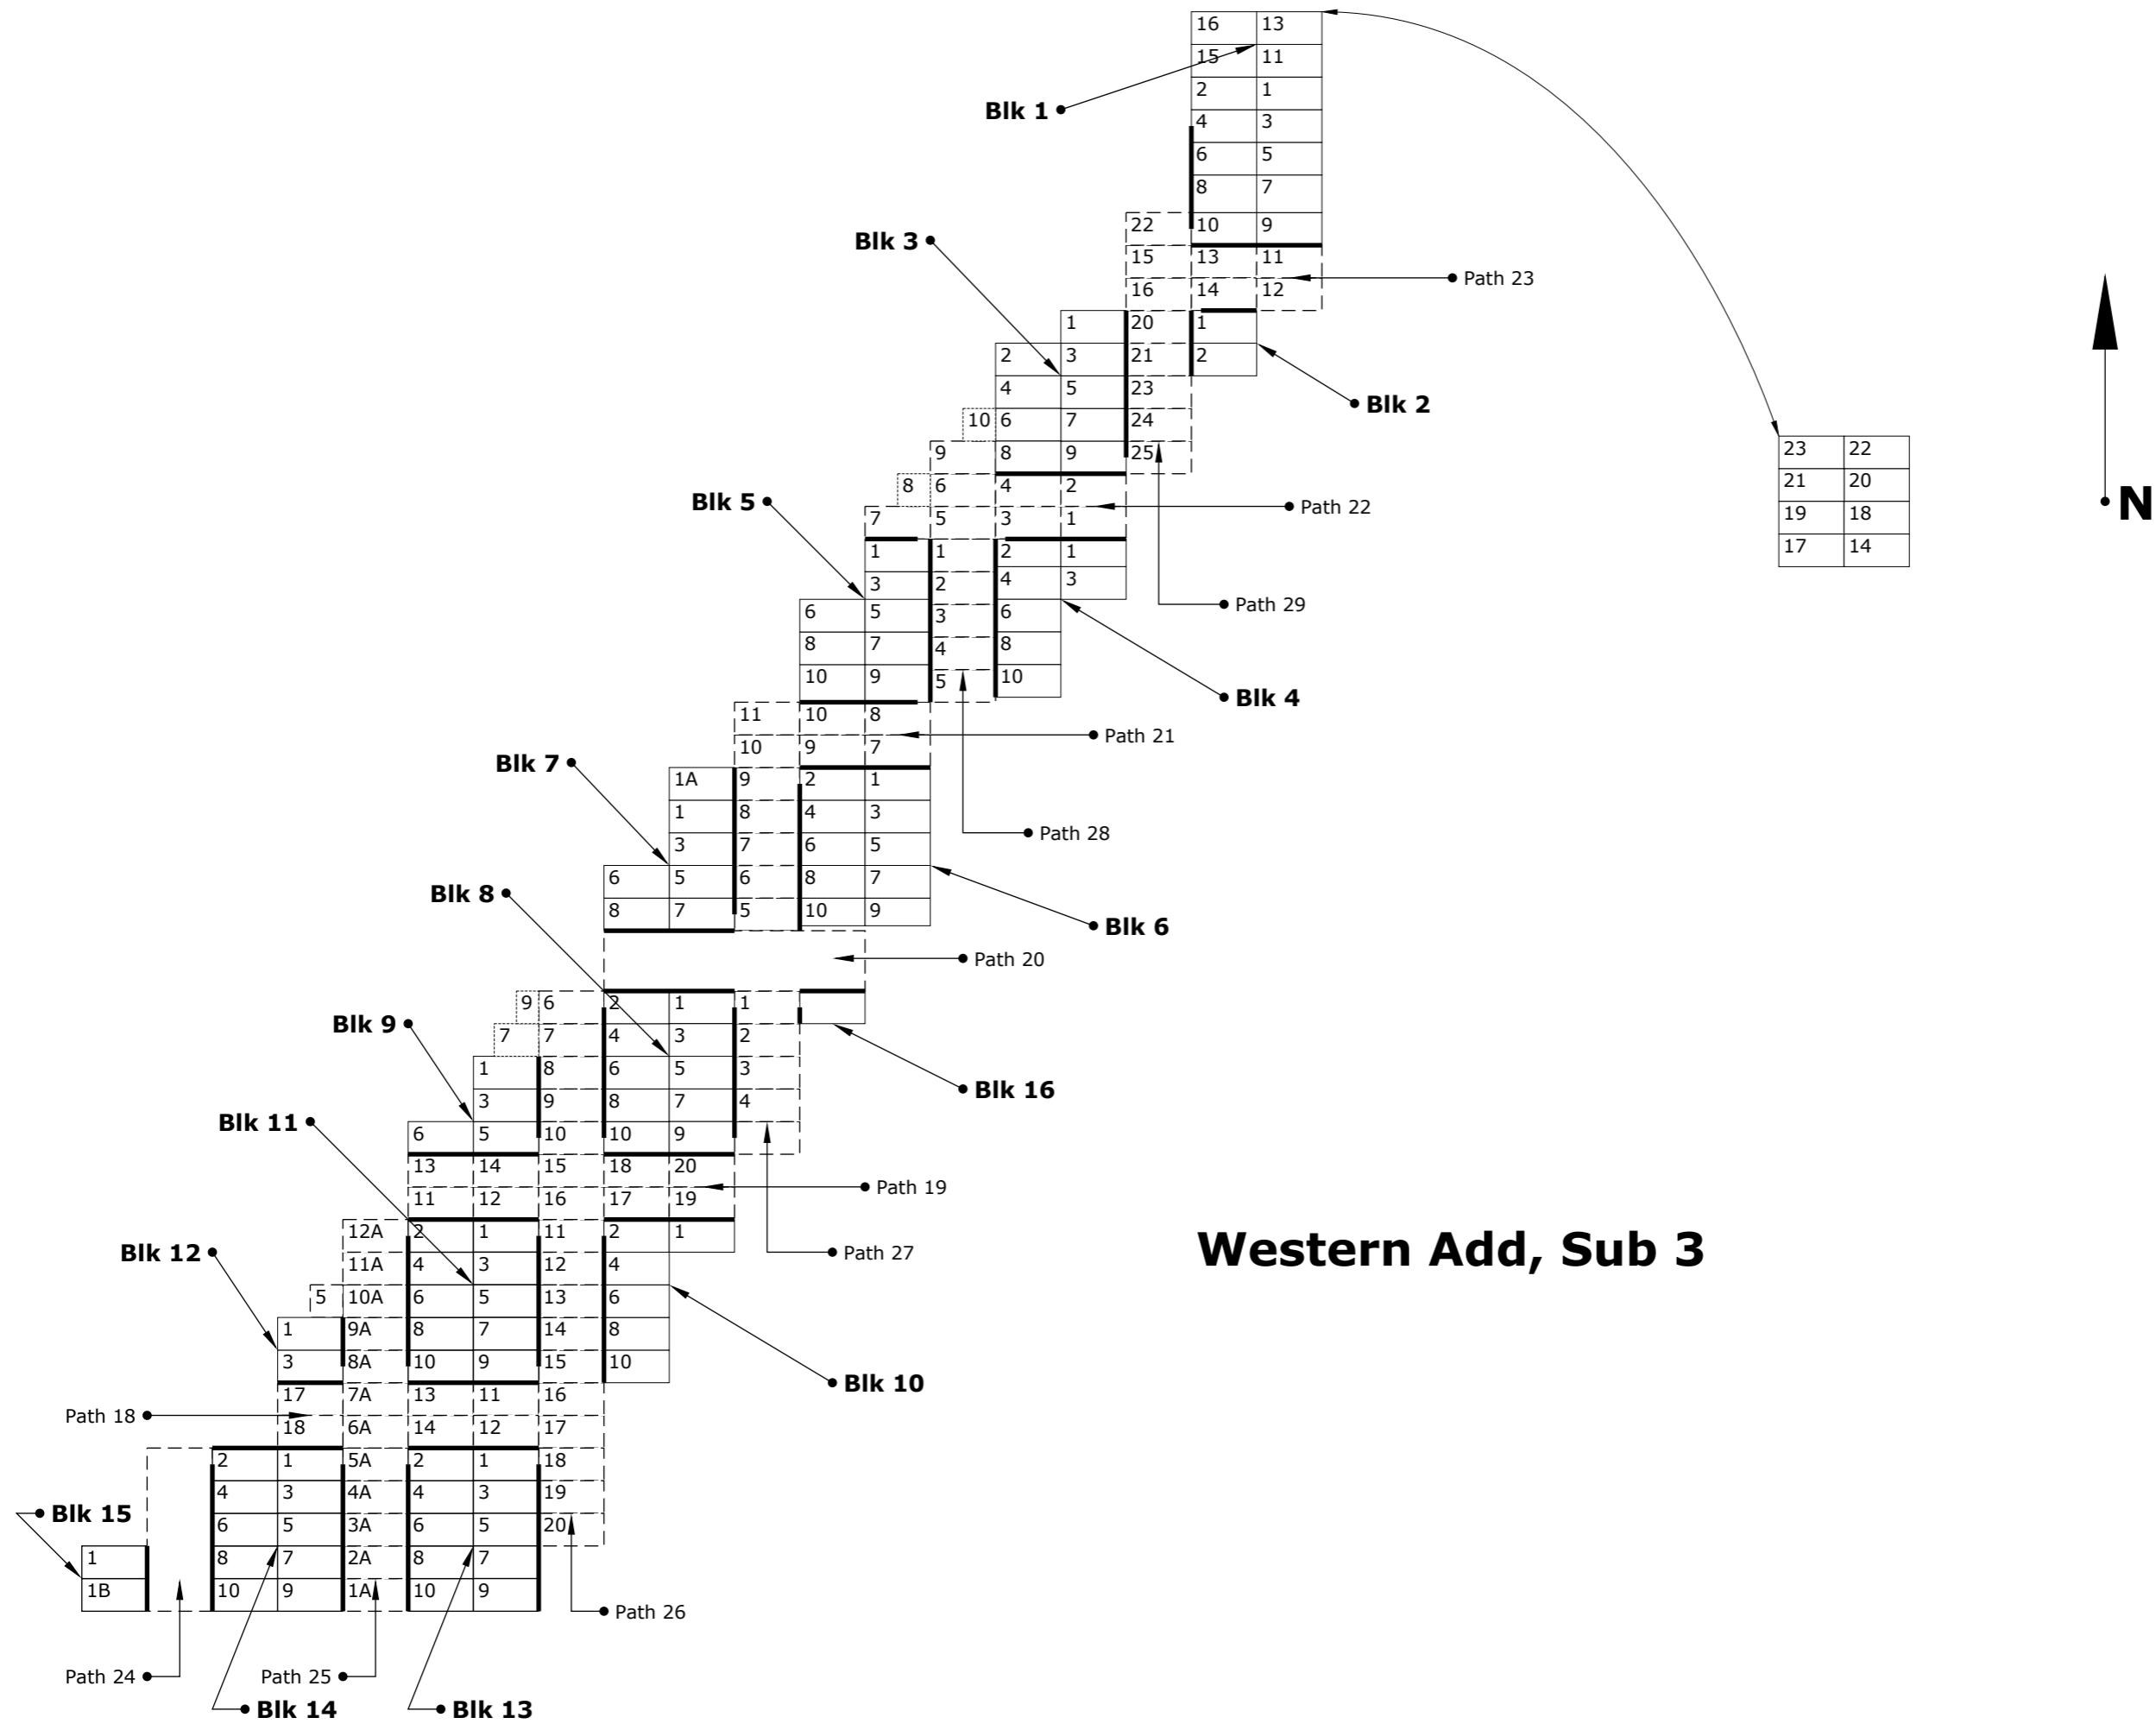 16 13
15 11
2 1
Blk 1
4 3
6 5
8 7
22 10 9
Blk 3
15 13 11
Path 23
16 14 12
1 20 1
2 3 21 2
4 5 23
Blk 2
10 6 7 24
9 8 9 25
23 22
8 6 4 2
21 20
Blk 5
Path 22
N
7 5 3 1
19 18
1 1 2 1
17 14
3 2 4 3
Path 29
6 5 3 6
8 7 4 8
10 9 5 10
Blk 4
11 10 8
Path 21
10 9 7
Blk 7
1A 9 2 1
1 8 4 3
Path 28
3 7 6 5
6 5 6 8 7
Blk 8
8 7 5 10 9
Blk 6
Path 20
9 6 2 1 1
Blk 9
7 7 4 3 2
1 8 6 5 3
Blk 16
3 9 8 7 4
Blk 11
6 5 10 10 9
13 14 15 18 20
Path 19
11 12 16 17 19
12A 2 1 11 2 1
Blk 12
Path 27
Western Add, Sub 3
11A 4 3 12 4
5 10A 6 5 13 6
1 9A 8 7 14 8
3 8A 10 9 15 10
Blk 10
17 7A 13 11 16
Path 18
18 6A 14 12 17
2 1 5A 2 1 18
4 3 4A 4 3 19
Blk 15
6 5 3A 6 5 20
1 8 7 2A 8 7
1B 10 9 1A 10 9
Path 26
Path 24
Path 25
Blk 14
Blk 13